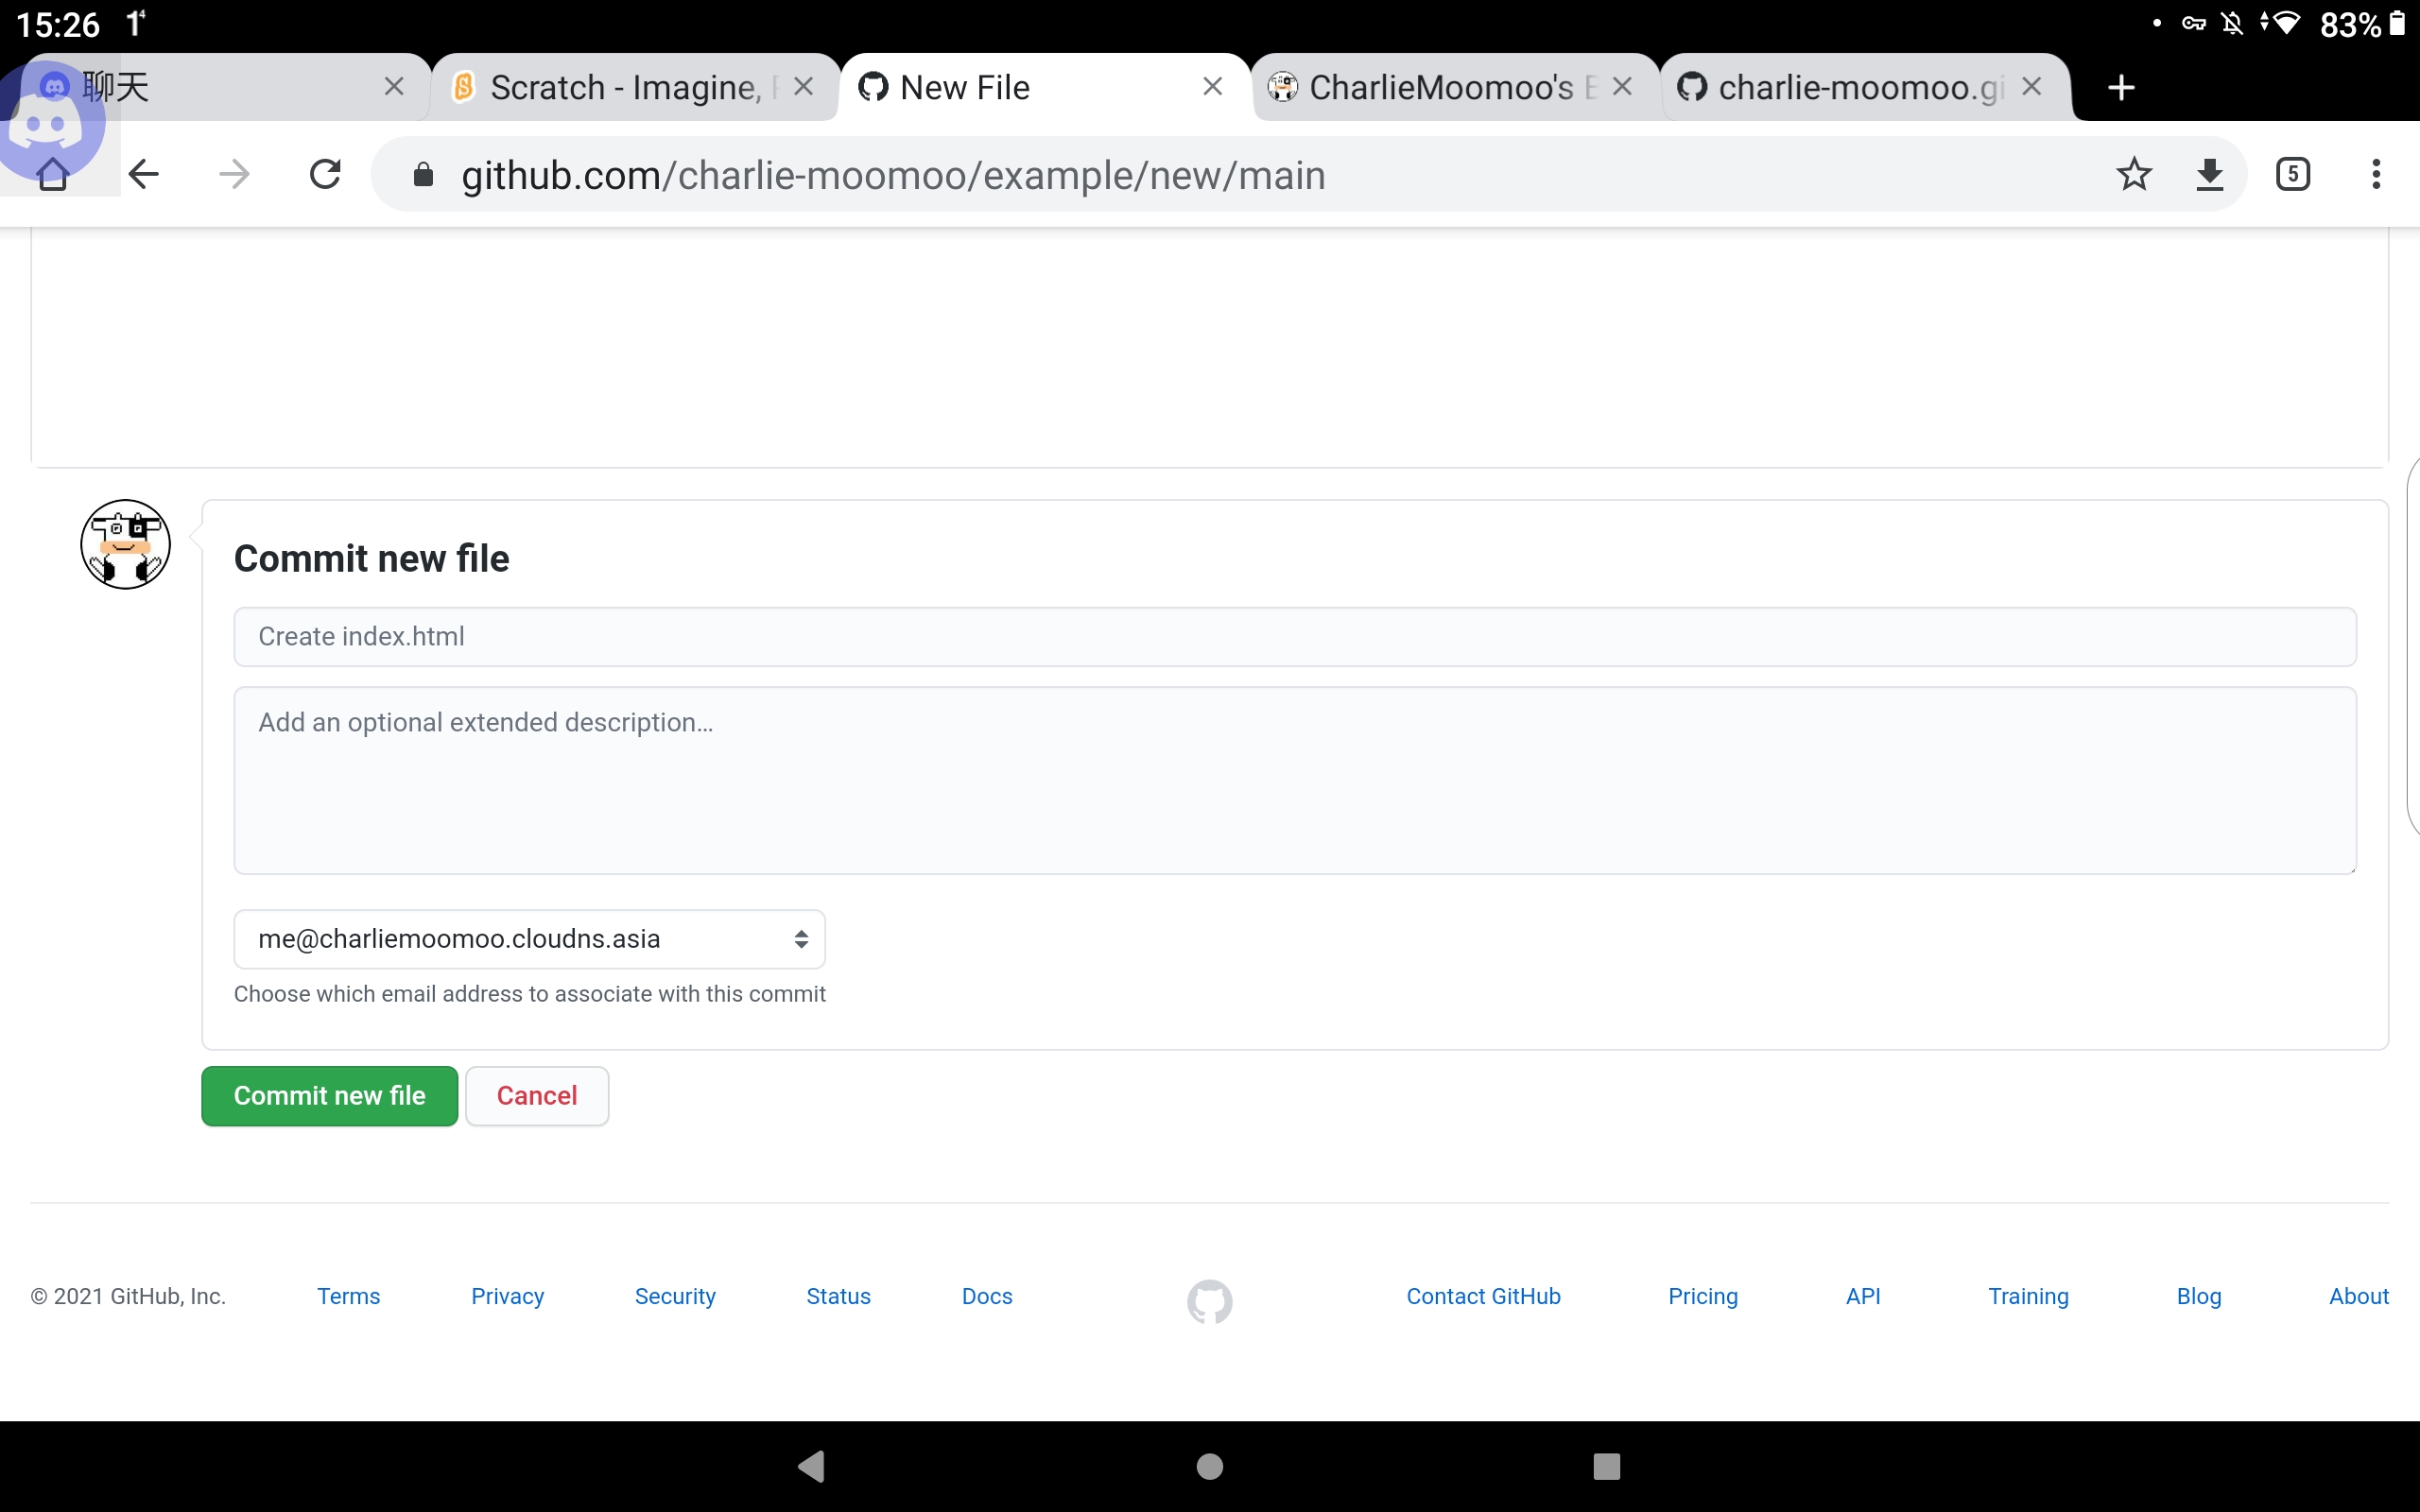 15:26 1⁴ 83%
聊天 Scratch - Imagine, New File CharlieMoomoo's charlie-moomoo.gi
github.com/charlie-moomoo/example/new/main 5
Commit new file
Create index.html
Add an optional extended description...
me@charliemoomoo.cloudns.asia
Choose which email address to associate with this commit
Commit new file Cancel
© 2021 GitHub, Inc. Terms Privacy Security Status Docs Contact GitHub Pricing API Training Blog About